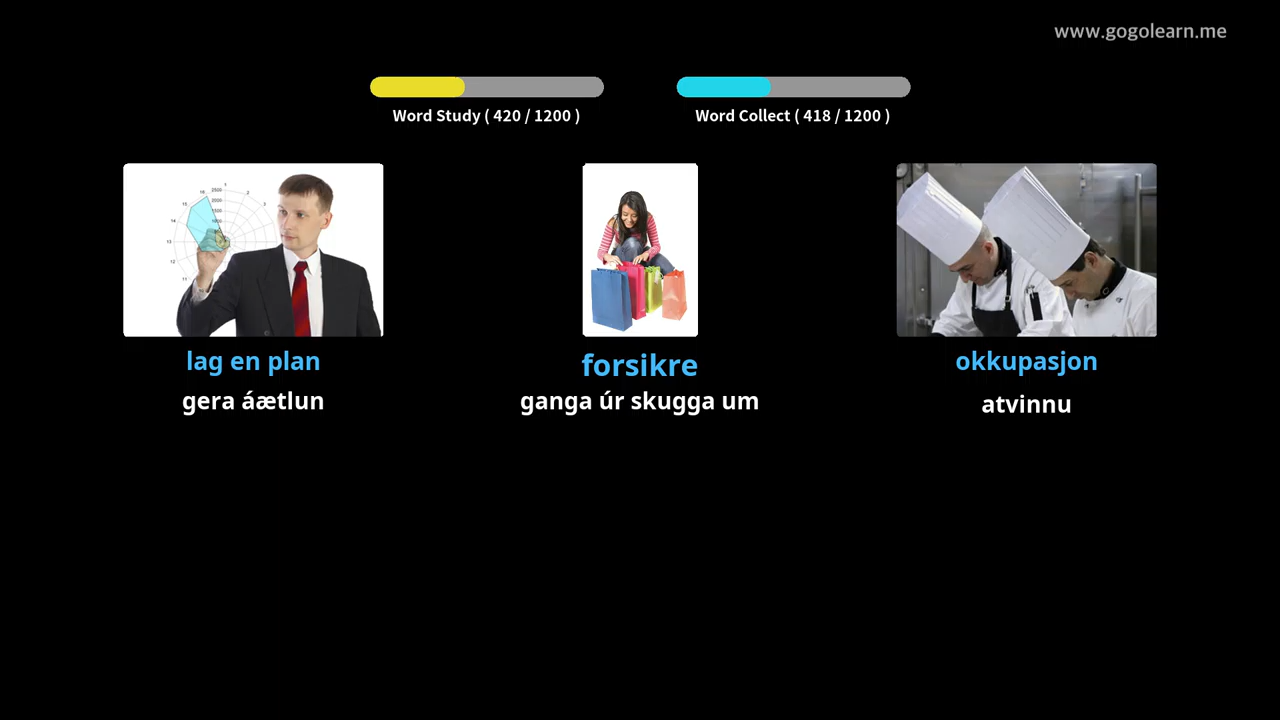 www.gogolearn.me
Word Study ( 420 / 1200 )
Word Collect ( 418 / 1200 )
lag en plan
gera áætlun
forsikre
ganga úr skugga um
okkupasjon
atvinnu